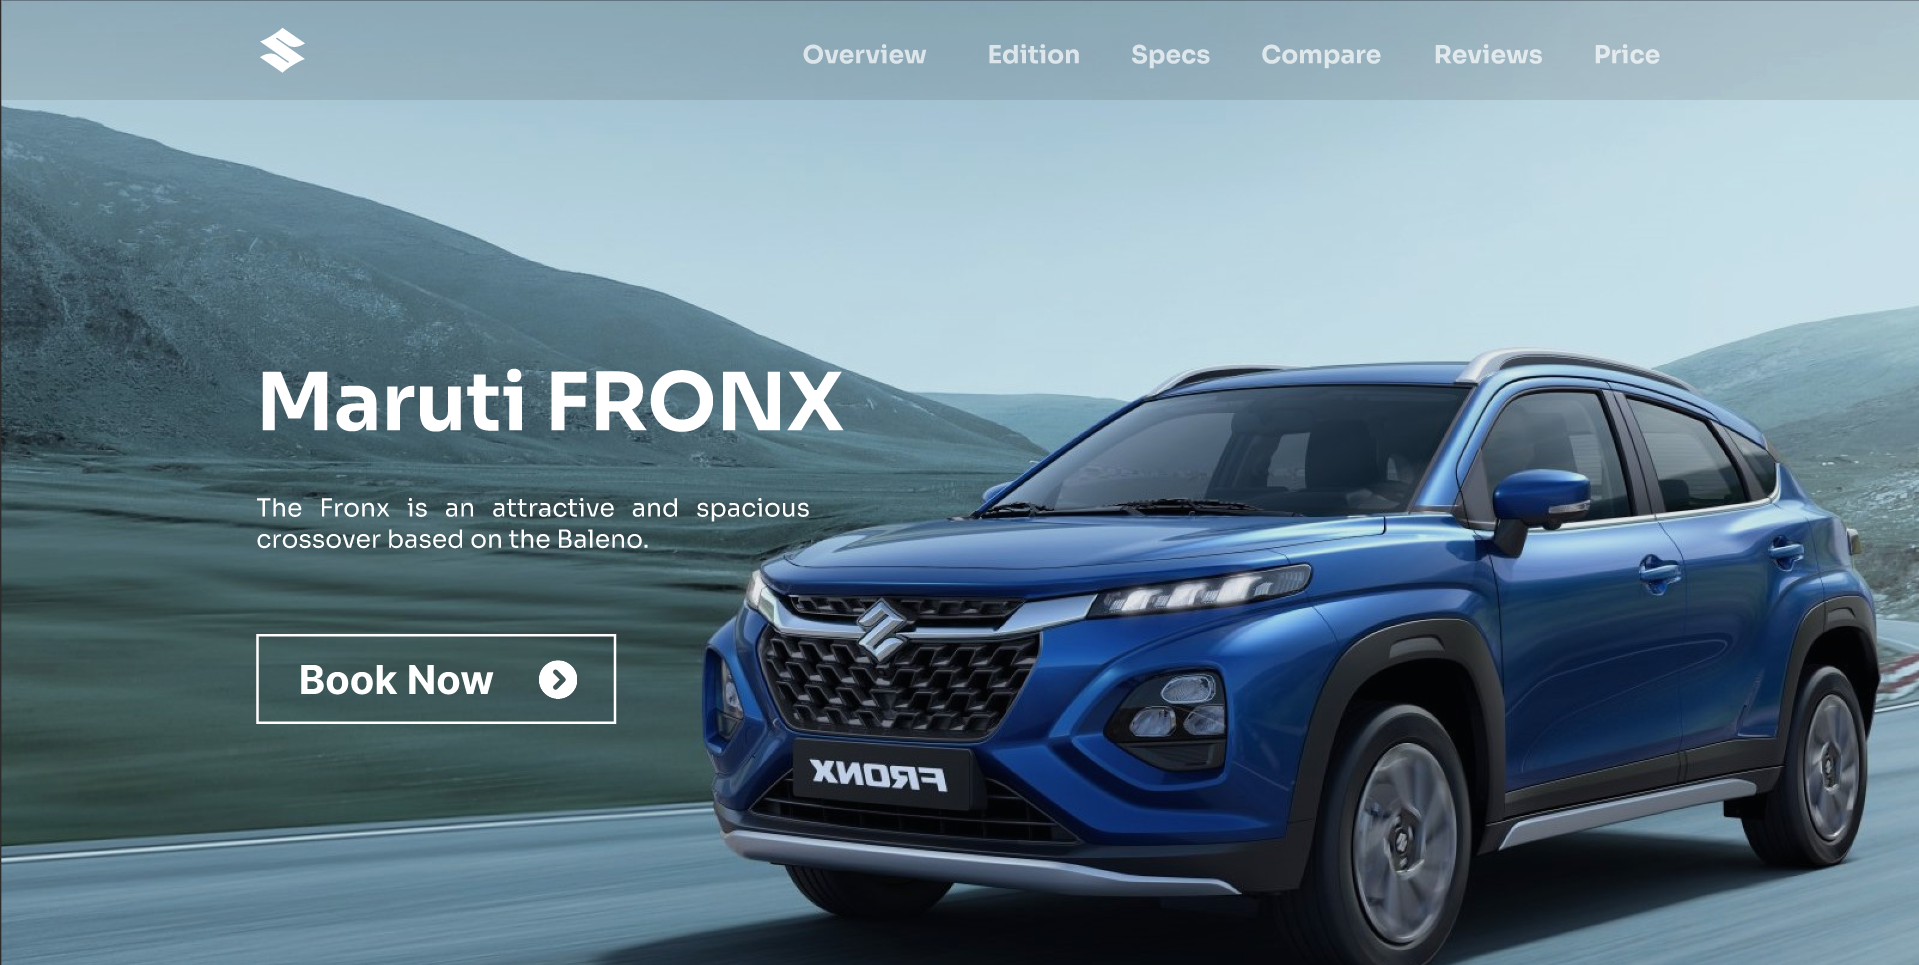 Overview Edition Specs Compare Reviews Price
Maruti FRONX
The Fronx is an attractive and spacious
crossover based on the Baleno.
Book Now
FRONX